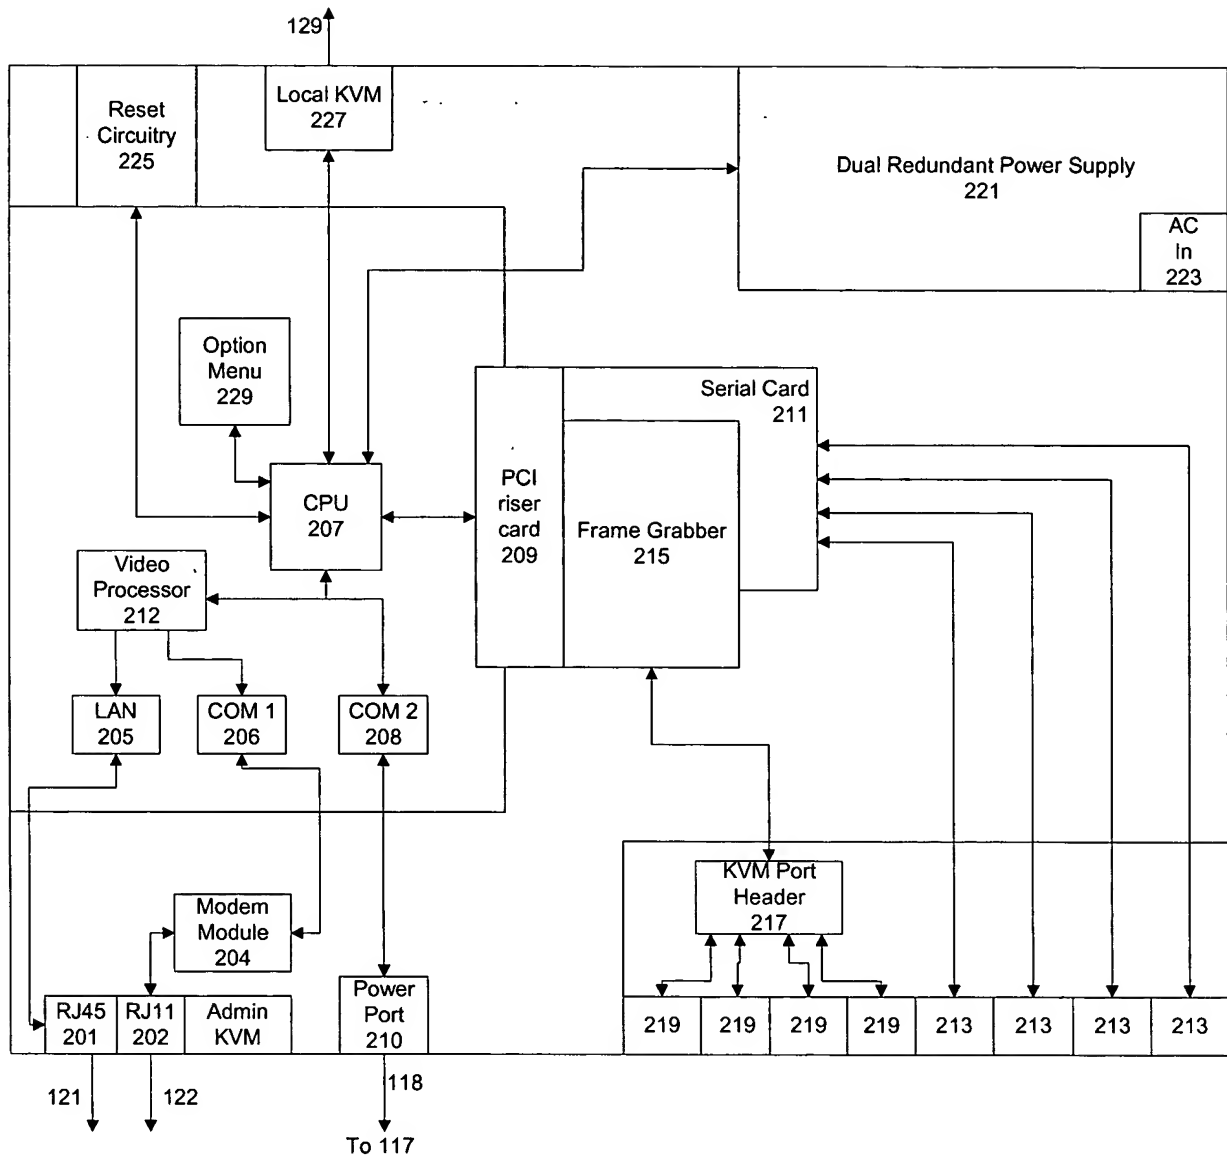 129
Reset
Circuitry
225
Local KVM
227
Dual Redundant Power Supply
221
AC
In
223
Option
Menu
229
Serial Card
211
CPU
207
PCI
riser
card
209
Frame Grabber
215
Video
Processor
212
LAN
205
COM 1
206
COM 2
208
KVM Port
Header
217
Modem
Module
204
RJ45
201
RJ11
202
Admin
KVM
Power
Port
210
219
219
219
219
213
213
213
213
121
122
118
To 117